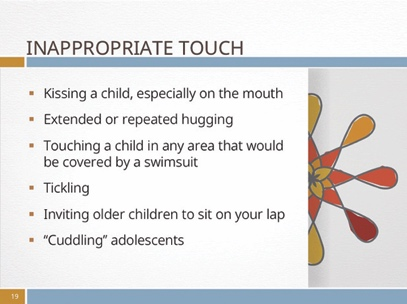 INAPPROPRIATE TOUCH
▪ Kissing a child, especially on the mouth
▪ Extended or repeated hugging
▪ Touching a child in any area that would
be covered by a swimsuit
▪ Tickling
▪ Inviting older children to sit on your lap
▪ “Cuddling” adolescents
19